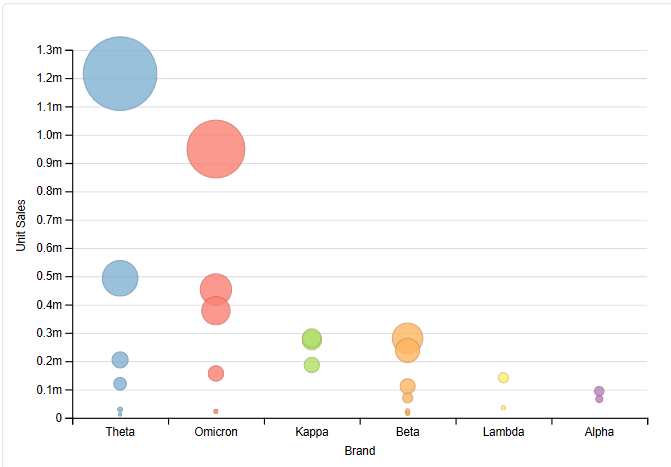 1.3m
1.2m
1.1m
1.0m
0.9m
0.8m
0.7m
0.6m
0.5m
0.4m
0.3m
0.2m
0.1m
0
Unit Sales
Theta Omicron Kappa Beta Lambda Alpha
Brand